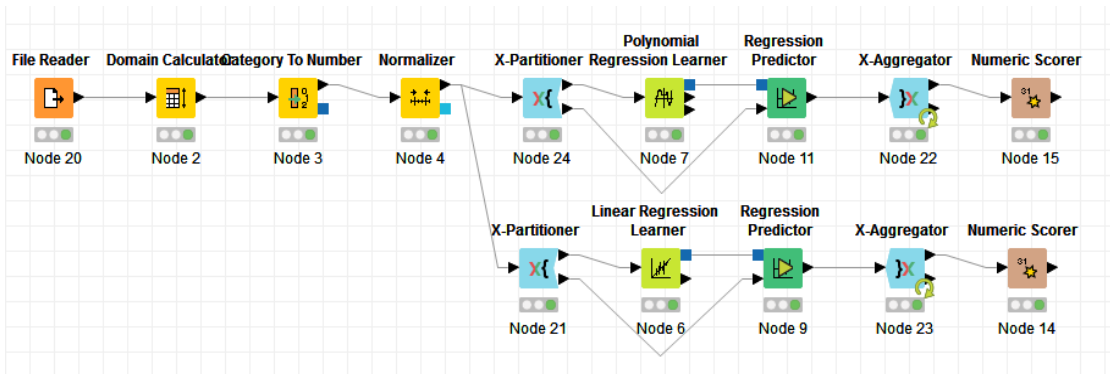 Polynomial Regression
File Reader Domain Calculator Category To Number Normalizer X-Partitioner Regression Learner Predictor X-Aggregator Numeric Scorer
31
Node 20 Node 2 Node 3 Node 4 Node 24 Node 7 Node 11 Node 22 Node 15
Linear Regression Regression
X-Partitioner Learner Predictor X-Aggregator Numeric Scorer
31
Node 21 Node 6 Node 9 Node 23 Node 14